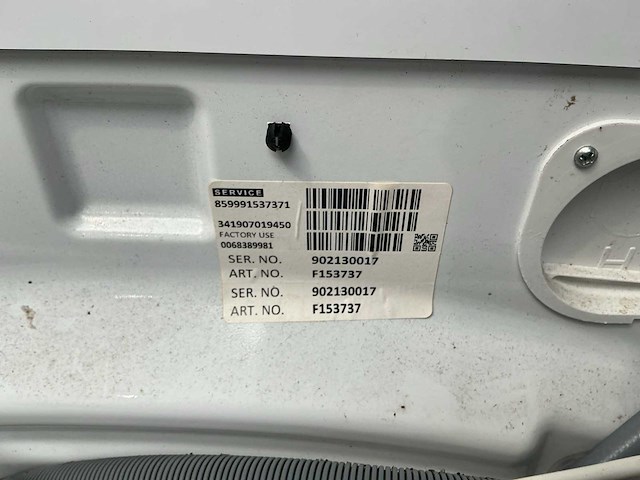 SERVICE
859991537371
341907019450
FACTORY USE
0068389981
SER. NO. 902130017
ART. NO. F153737
SER. NO. 902130017
ART. NO. F153737